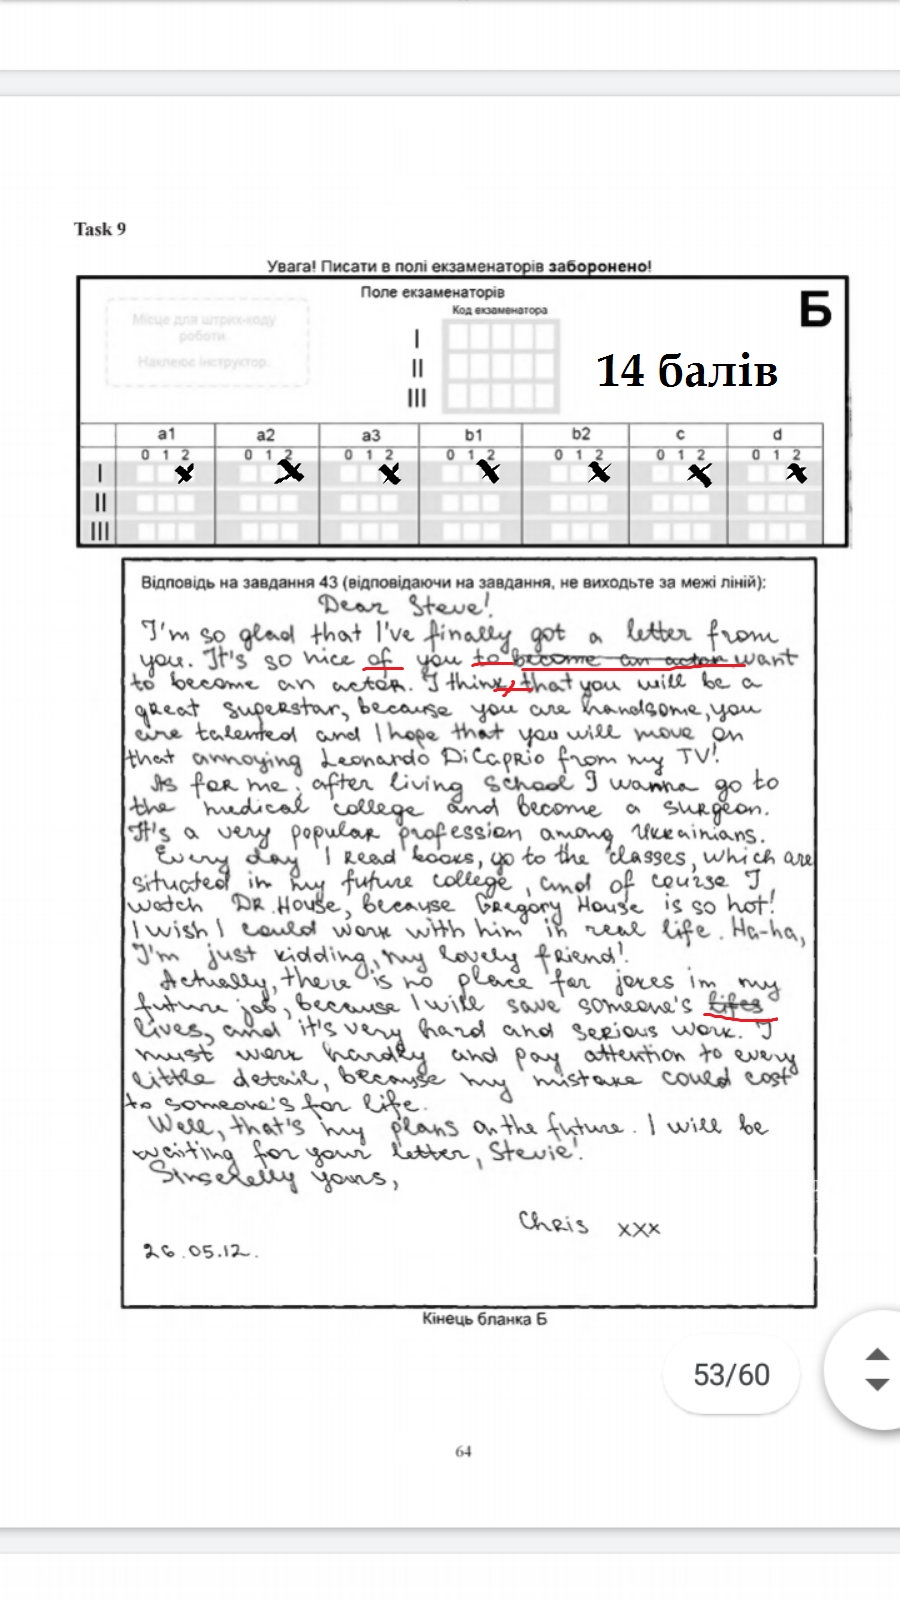 Task 9
Увага! Писати в полі екзаменаторів заборонено!
Поле екзаменаторів
Код екзаменатора
Б
Місце для штрих-коду
роботи.
Наклеює інструктор.
I
II
III
14 балів
a1 a2 a3 b1 b2 c d
0 1 2 0 1 2 0 1 2 0 1 2 0 1 2 0 1 2 0 1 2
I
II
III
Відповідь на завдання 43 (відповідаючи на завдання, не виходьте за межі ліній):
Dear Steve!
I'm so glad that I've finally got a letter from
you. It's so nice of you to become an actor want
to become an actor. I think, that you will be a
great superstar, because you are handsome, you
are talented and I hope that you will move on
that annoying Leonardo DiCaprio from my TV!
As for me, after living school I wanna go to
the medical college and become a surgeon.
It's a very popular profession among Ukrainians.
Every day I read books, go to the classes, which are
situated in my future college, and of course I
watch DR. House, because Gregory House is so hot!
I wish I could work with him in real life. Ha-ha,
I'm just kidding, my lovely friend!
Actually, there is no place for jokes in my
future job, because I will save someone's lifes
lives, and it's very hard and serious work. I
must work hardly and pay attention to every
little detail, because my mistake could cost
to someone's for life.
Well, that's my plans on the future. I will be
waiting for your letter, Stevie!
Sincerelly yours,
Chris xxx
26.05.12.
Кінець бланка Б
53/60
64